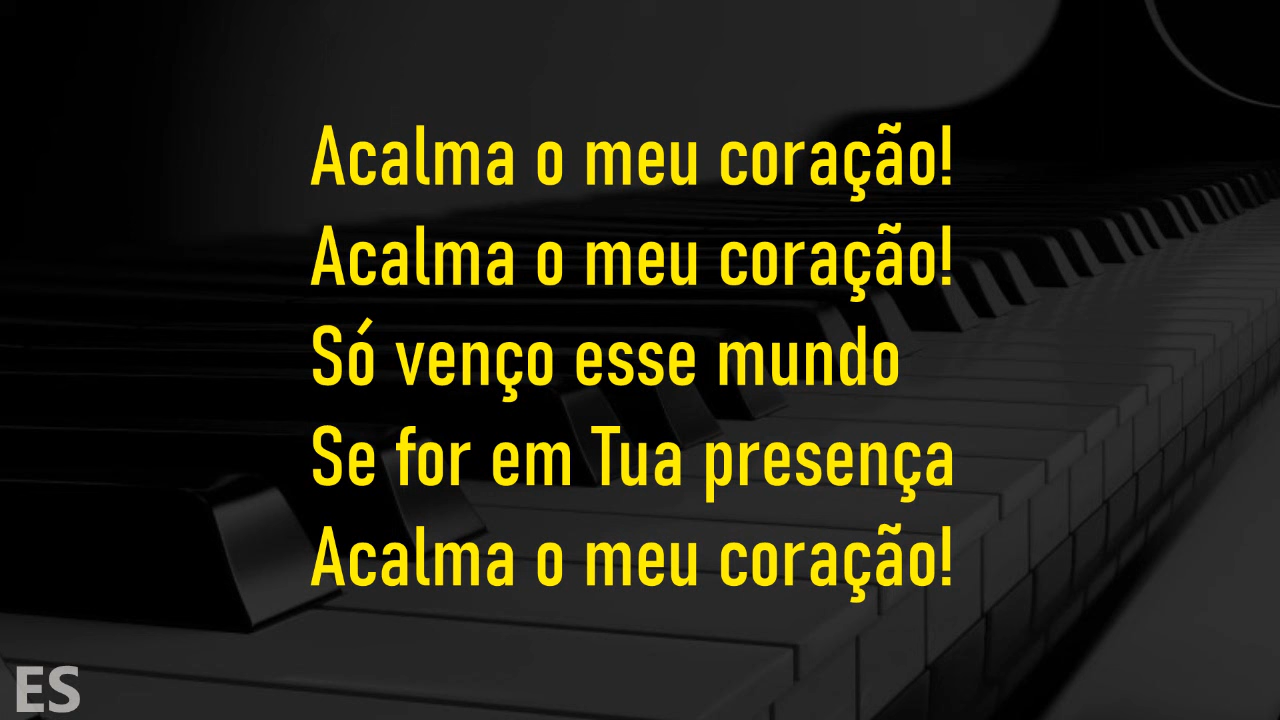 Acalma o meu coração!
Acalma o meu coração!
Só venço esse mundo
Se for em Tua presença
Acalma o meu coração!
ES